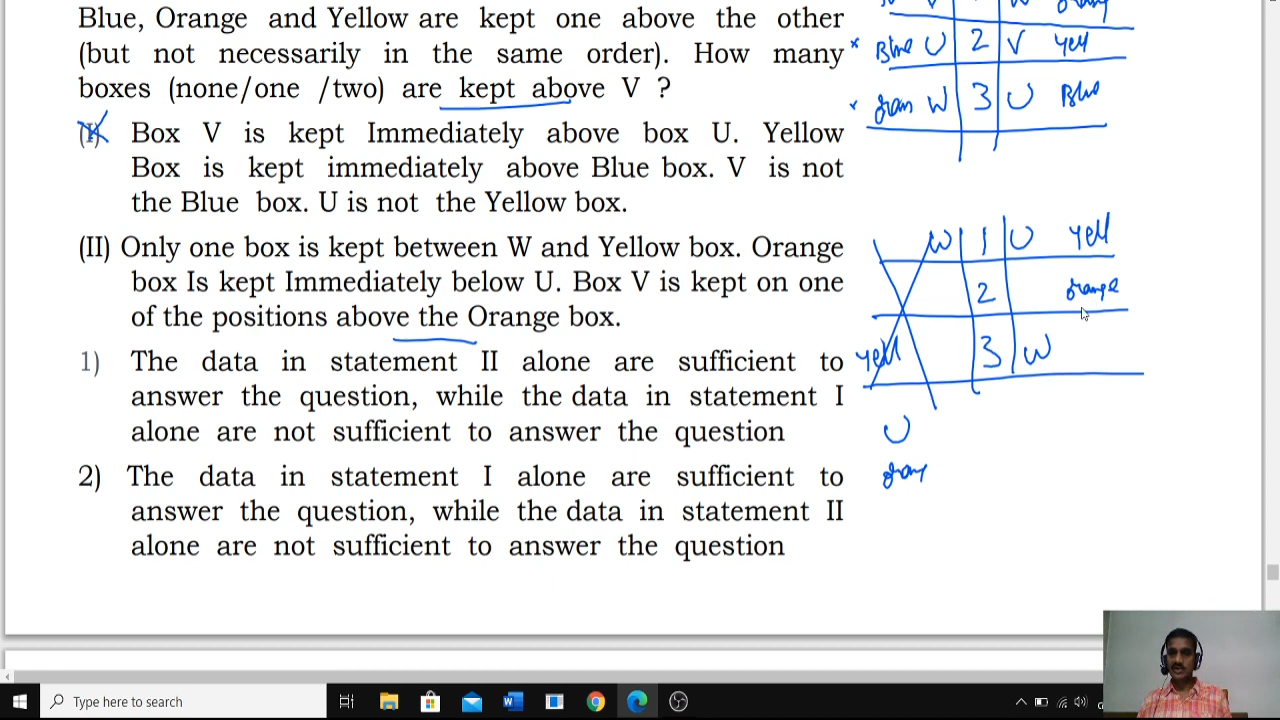 Blue, Orange and Yellow are kept one above the other
(but not necessarily in the same order). How many
boxes (none/one /two) are kept above V ?
(I) Box V is kept Immediately above box U. Yellow
Box is kept immediately above Blue box. V is not
the Blue box. U is not the Yellow box.
(II) Only one box is kept between W and Yellow box. Orange
box Is kept Immediately below U. Box V is kept on one
of the positions above the Orange box.
1) The data in statement II alone are sufficient to
answer the question, while the data in statement I
alone are not sufficient to answer the question
2) The data in statement I alone are sufficient to
answer the question, while the data in statement II
alone are not sufficient to answer the question
Blue U 2 V Yell
W 3 U Blue
W 1 U Yell
2 orange
Yell 3 W
U
Type here to search